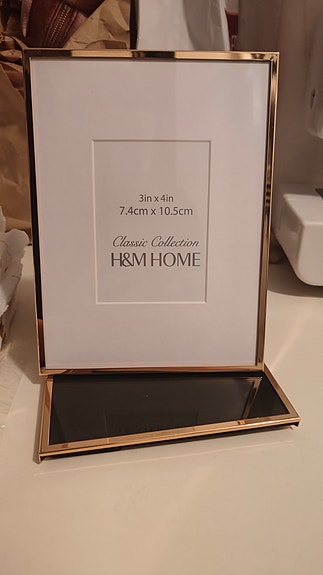 3in x 4in
7.4cm x 10.5cm
Classic Collection
H&M HOME